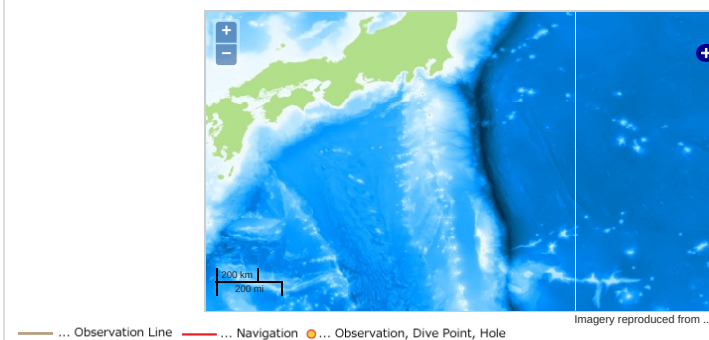 +
−
+
200 km
200 mi
Imagery reproduced from ..
... Observation Line ... Navigation ... Observation, Dive Point, Hole